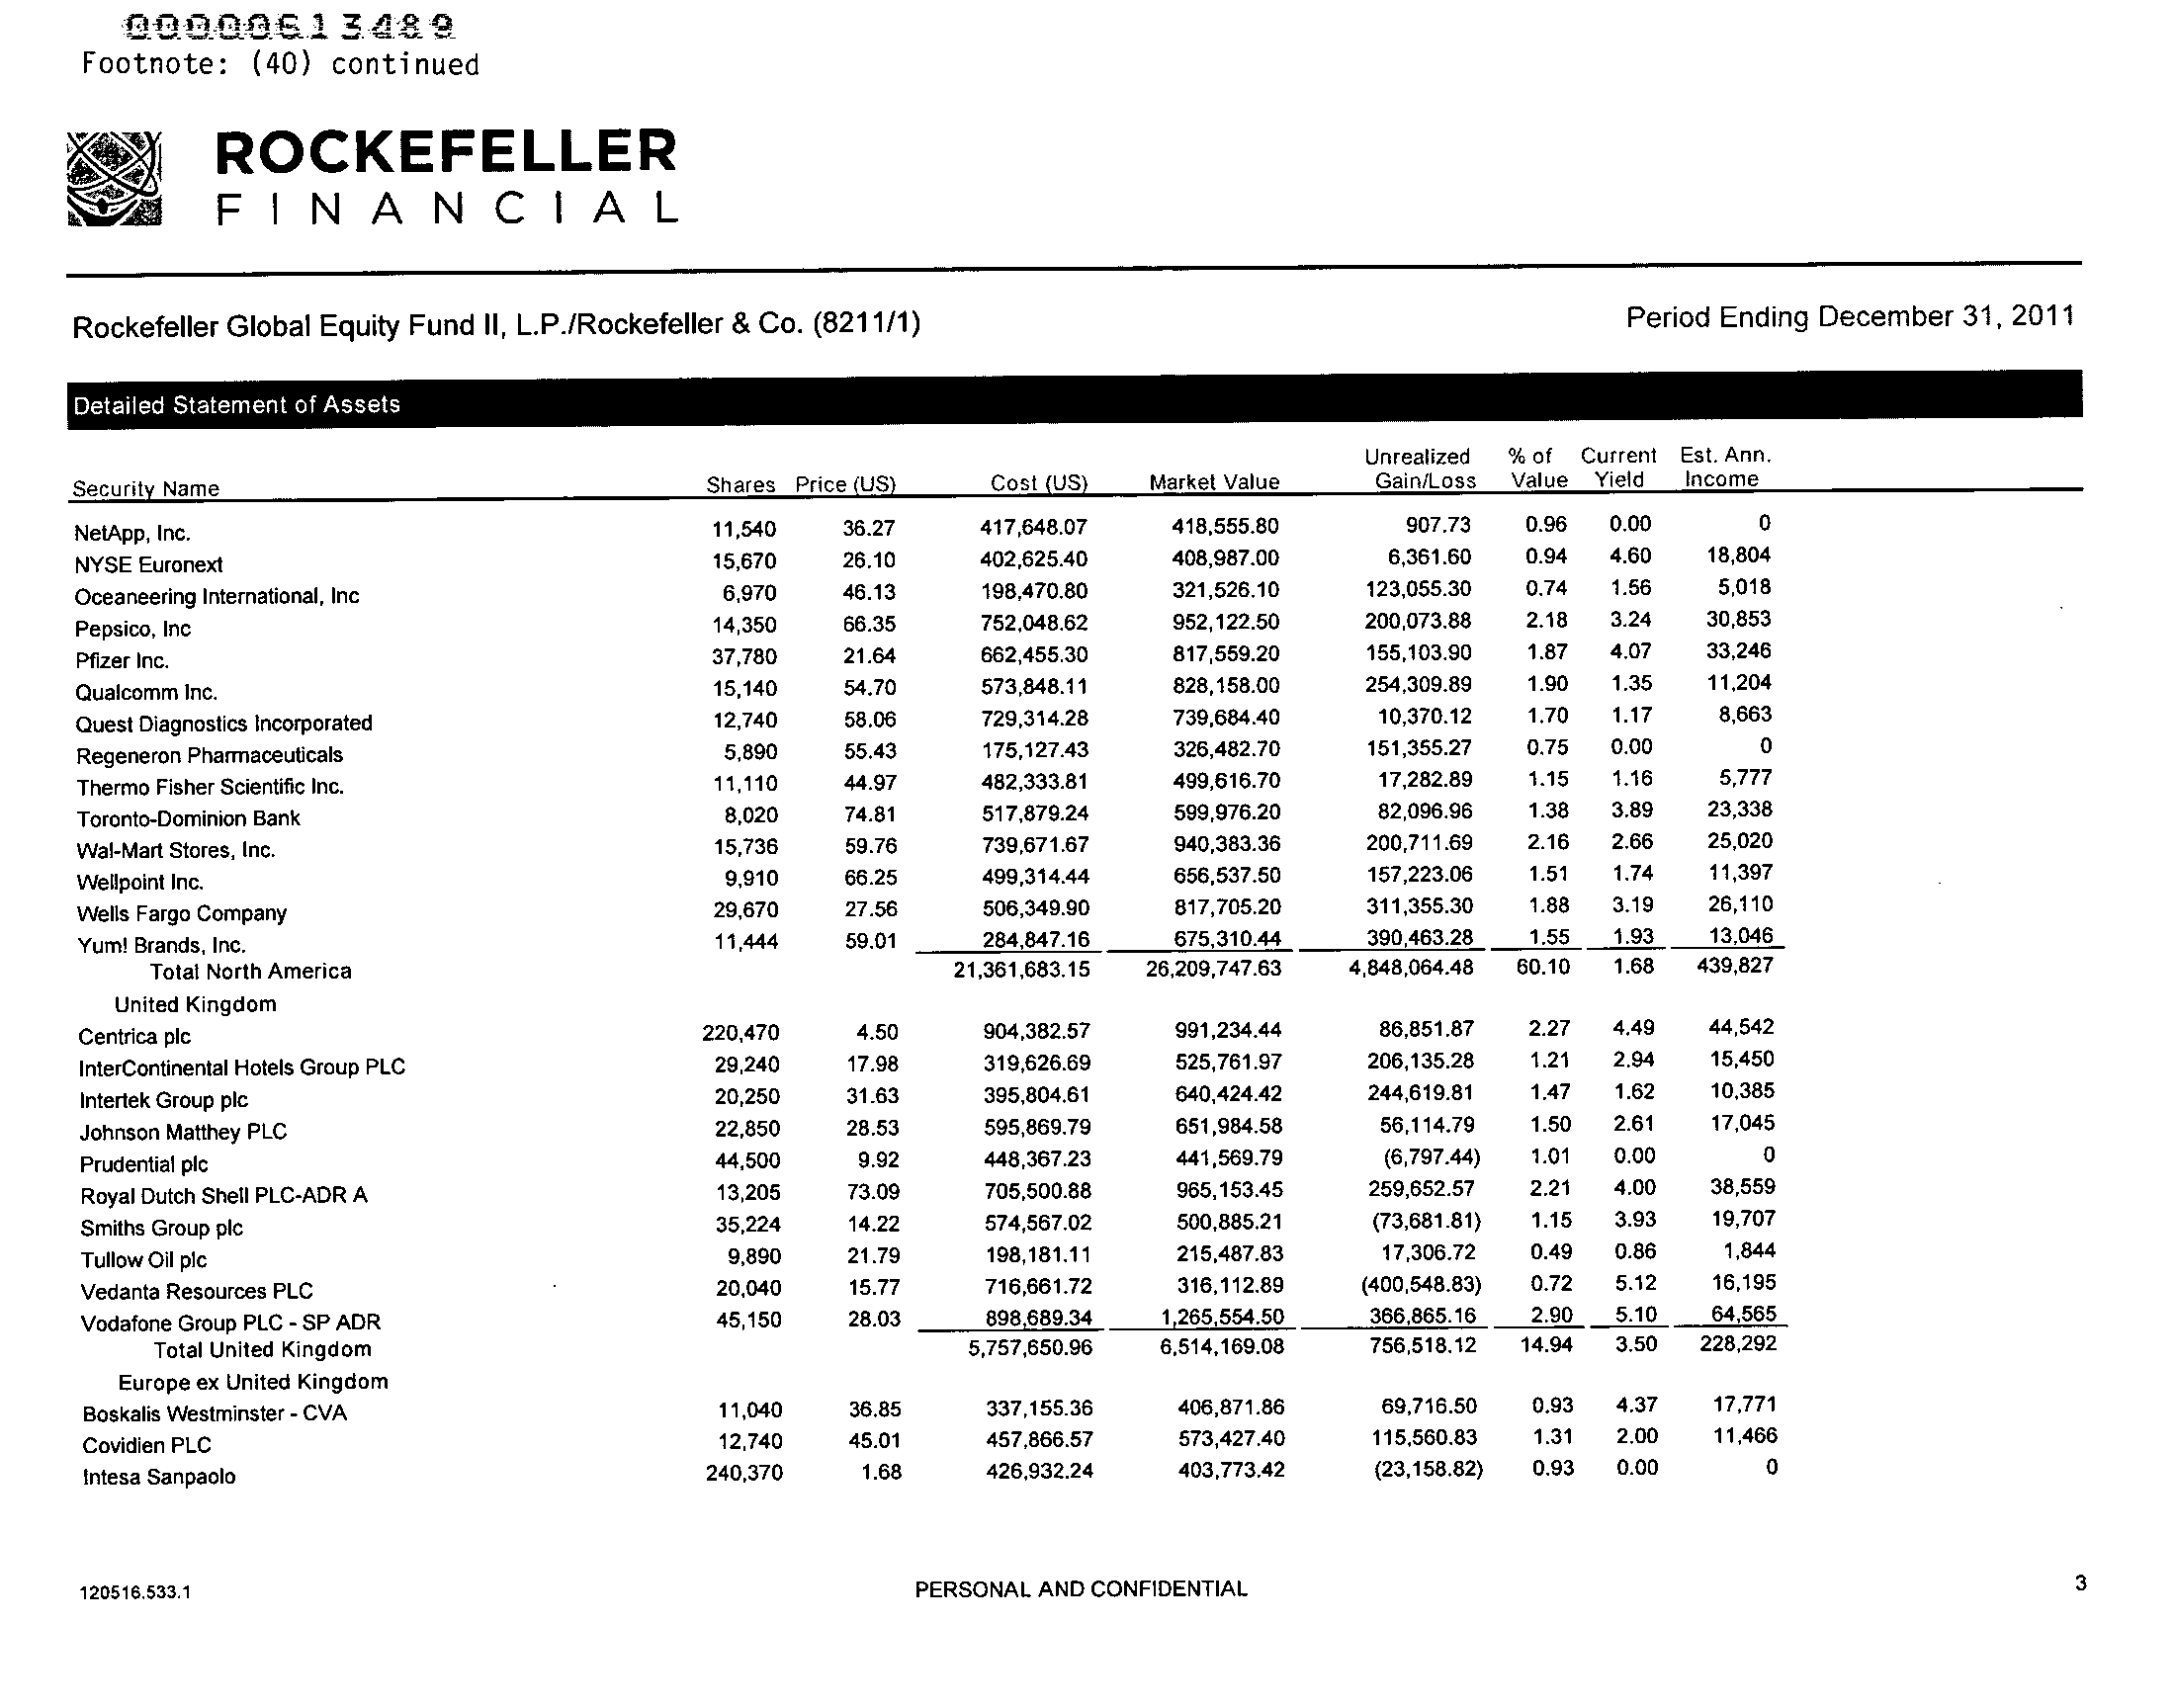 00000613489
Footnote: (40) continued
ROCKEFELLER
FINANCIAL
Rockefeller Global Equity Fund II, L.P./Rockefeller & Co. (8211/1) Period Ending December 31, 2011
Detailed Statement of Assets
Unrealized % of Current Est. Ann.
Security Name Shares Price (US) Cost (US) Market Value Gain/Loss Value Yield Income
NetApp, Inc. 11,540 36.27 417,648.07 418,555.80 907.73 0.96 0.00 0
NYSE Euronext 15,670 26.10 402,625.40 408,987.00 6,361.60 0.94 4.60 18,804
Oceaneering International, Inc 6,970 46.13 198,470.80 321,526.10 123,055.30 0.74 1.56 5,018
Pepsico, Inc 14,350 66.35 752,048.62 952,122.50 200,073.88 2.18 3.24 30,853
Pfizer Inc. 37,780 21.64 662,455.30 817,559.20 155,103.90 1.87 4.07 33,246
Qualcomm Inc. 15,140 54.70 573,848.11 828,158.00 254,309.89 1.90 1.35 11,204
Quest Diagnostics Incorporated 12,740 58.06 729,314.28 739,684.40 10,370.12 1.70 1.17 8,663
Regeneron Pharmaceuticals 5,890 55.43 175,127.43 326,482.70 151,355.27 0.75 0.00 0
Thermo Fisher Scientific Inc. 11,110 44.97 482,333.81 499,616.70 17,282.89 1.15 1.16 5,777
Toronto-Dominion Bank 8,020 74.81 517,879.24 599,976.20 82,096.96 1.38 3.89 23,338
Wal-Mart Stores, Inc. 15,736 59.76 739,671.67 940,383.36 200,711.69 2.16 2.66 25,020
Wellpoint Inc. 9,910 66.25 499,314.44 656,537.50 157,223.06 1.51 1.74 11,397
Wells Fargo Company 29,670 27.56 506,349.90 817,705.20 311,355.30 1.88 3.19 26,110
Yum! Brands, Inc. 11,444 59.01 284,847.16 675,310.44 390,463.28 1.55 1.93 13,046
Total North America 21,361,683.15 26,209,747.63 4,848,064.48 60.10 1.68 439,827
United Kingdom
Centrica plc 220,470 4.50 904,382.57 991,234.44 86,851.87 2.27 4.49 44,542
InterContinental Hotels Group PLC 29,240 17.98 319,626.69 525,761.97 206,135.28 1.21 2.94 15,450
Intertek Group plc 20,250 31.63 395,804.61 640,424.42 244,619.81 1.47 1.62 10,385
Johnson Matthey PLC 22,850 28.53 595,869.79 651,984.58 56,114.79 1.50 2.61 17,045
Prudential plc 44,500 9.92 448,367.23 441,569.79 (6,797.44) 1.01 0.00 0
Royal Dutch Shell PLC-ADR A 13,205 73.09 705,500.88 965,153.45 259,652.57 2.21 4.00 38,559
Smiths Group plc 35,224 14.22 574,567.02 500,885.21 (73,681.81) 1.15 3.93 19,707
Tullow Oil plc 9,890 21.79 198,181.11 215,487.83 17,306.72 0.49 0.86 1,844
Vedanta Resources PLC 20,040 15.77 716,661.72 316,112.89 (400,548.83) 0.72 5.12 16,195
Vodafone Group PLC - SP ADR 45,150 28.03 898,689.34 1,265,554.50 366,865.16 2.90 5.10 64,565
Total United Kingdom 5,757,650.96 6,514,169.08 756,518.12 14.94 3.50 228,292
Europe ex United Kingdom
Boskalis Westminster - CVA 11,040 36.85 337,155.36 406,871.86 69,716.50 0.93 4.37 17,771
Covidien PLC 12,740 45.01 457,866.57 573,427.40 115,560.83 1.31 2.00 11,466
Intesa Sanpaolo 240,370 1.68 426,932.24 403,773.42 (23,158.82) 0.93 0.00 0
120516.533.1 PERSONAL AND CONFIDENTIAL 3